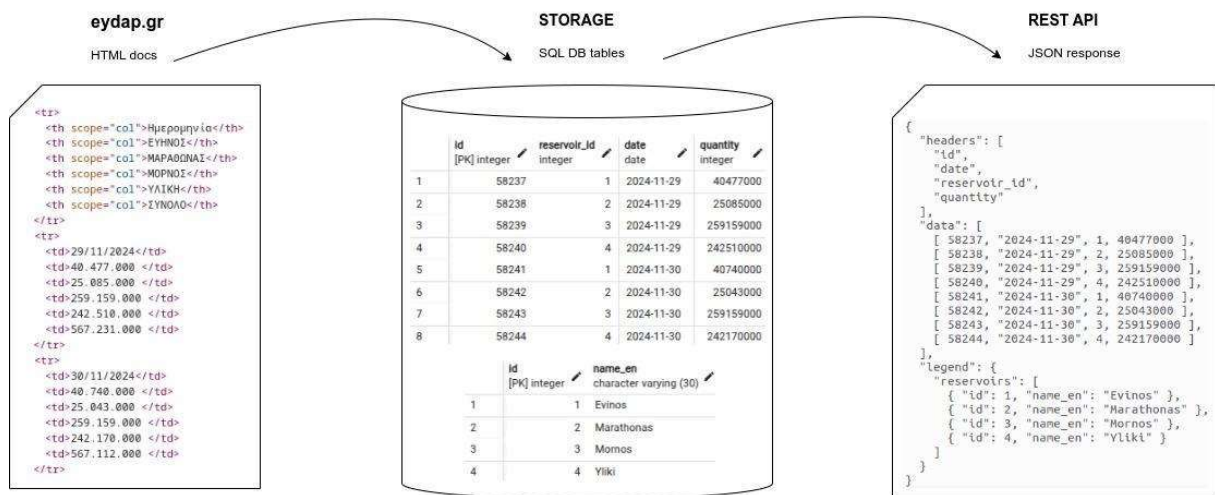 eydap.gr
HTML docs
<tr>
<th scope="col">Ημερομηνία</th>
<th scope="col">ΕΥΗΝΟΣ</th>
<th scope="col">ΜΑΡΑΘΩΝΑΣ</th>
<th scope="col">ΜΟΡΝΟΣ</th>
<th scope="col">ΥΛΙΚΗ</th>
<th scope="col">ΣΥΝΟΛΟ</th>
</tr>
<tr>
<td>29/11/2024</td>
<td>40.477.000 </td>
<td>25.085.000 </td>
<td>259.159.000 </td>
<td>242.510.000 </td>
<td>567.231.000 </td>
</tr>
<tr>
<td>30/11/2024</td>
<td>40.740.000 </td>
<td>25.043.000 </td>
<td>259.159.000 </td>
<td>242.170.000 </td>
<td>567.112.000 </td>
</tr>
STORAGE
SQL DB tables
id reservoir_id date quantity
[PK] integer integer date integer
1 58237 1 2024-11-29 40477000
2 58238 2 2024-11-29 25085000
3 58239 3 2024-11-29 259159000
4 58240 4 2024-11-29 242510000
5 58241 1 2024-11-30 40740000
6 58242 2 2024-11-30 25043000
7 58243 3 2024-11-30 259159000
8 58244 4 2024-11-30 242170000
id name_en
[PK] integer character varying (30)
1 1 Evinos
2 2 Marathonas
3 3 Mornos
4 4 Yliki
REST API
JSON response
{
"headers": [
"id",
"date",
"reservoir_id",
"quantity"
],
"data": [
[ 58237, "2024-11-29", 1, 40477000 ],
[ 58238, "2024-11-29", 2, 25085000 ],
[ 58239, "2024-11-29", 3, 259159000 ],
[ 58240, "2024-11-29", 4, 242510000 ],
[ 58241, "2024-11-30", 1, 40740000 ],
[ 58242, "2024-11-30", 2, 25043000 ],
[ 58243, "2024-11-30", 3, 259159000 ],
[ 58244, "2024-11-30", 4, 242170000 ]
],
"legend": {
"reservoirs": [
{ "id": 1, "name_en": "Evinos" },
{ "id": 2, "name_en": "Marathonas" },
{ "id": 3, "name_en": "Mornos" },
{ "id": 4, "name_en": "Yliki" }
]
}
}